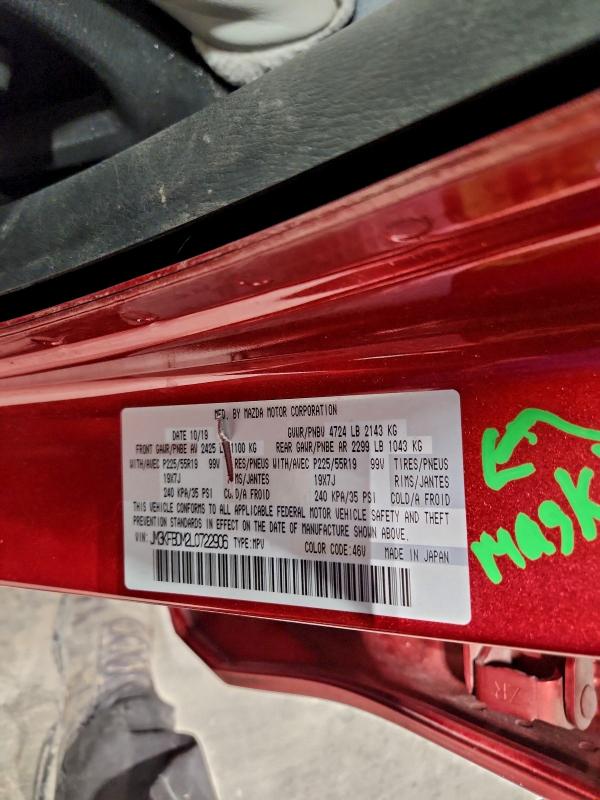 MFD. BY MAZDA MOTOR CORPORATION
DATE 10/19 GVWR/PNBV 4724 LB 2143 KG
FRONT GAWR/PNBE AV 2425 LB 1100 KG REAR GAWR/PNBE AR 2299 LB 1043 KG
WITH/AVEC P225/55R19 99V TIRES/PNEUS WITH/AVEC P225/55R19 99V TIRES/PNEUS
19X7J RIMS/JANTES 19X7J RIMS/JANTES
240 KPA/35 PSI COLD/A FROID 240 KPA/35 PSI COLD/A FROID
THIS VEHICLE CONFORMS TO ALL APPLICABLE FEDERAL MOTOR VEHICLE SAFETY AND THEFT
PREVENTION STANDARDS IN EFFECT ON THE DATE OF MANUFACTURE SHOWN ABOVE.
VIN: JM3KFBDM2L0722906 TYPE:MPV COLOR CODE:46V MADE IN JAPAN
Mask